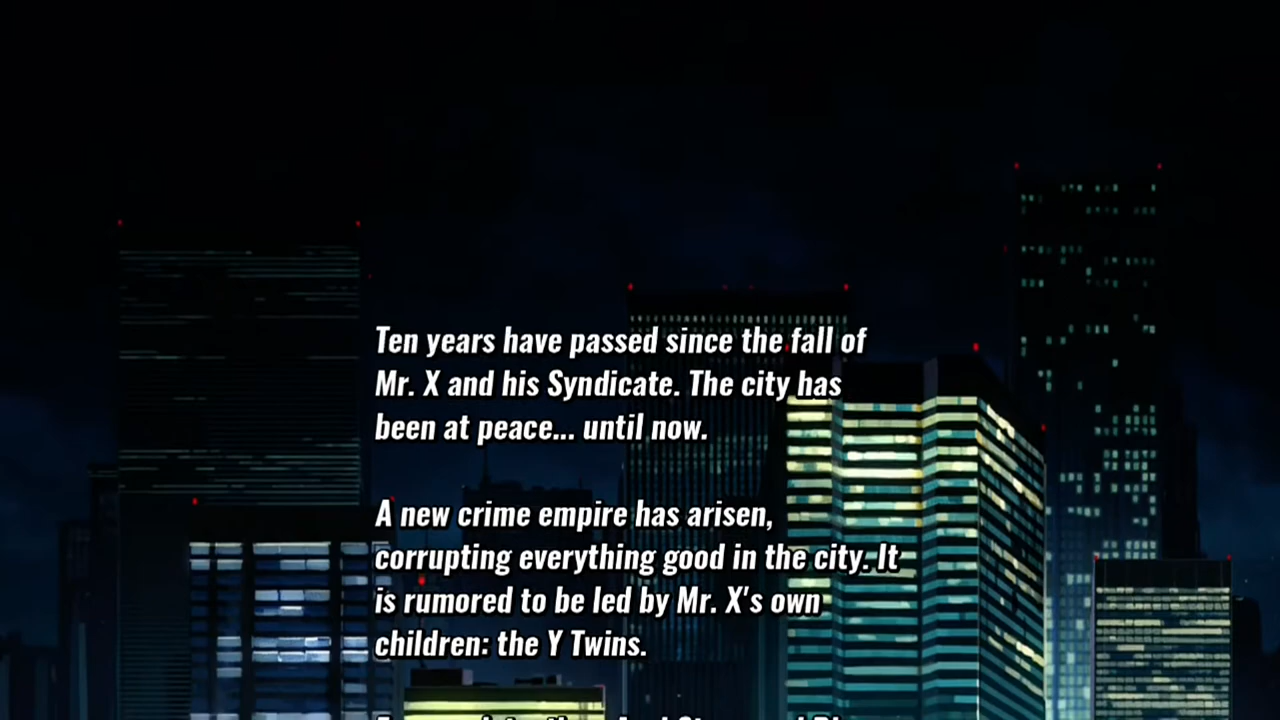 Ten years have passed since the fall of
Mr. X and his Syndicate. The city has
been at peace... until now.
A new crime empire has arisen,
corrupting everything good in the city. It
is rumored to be led by Mr. X's own
children: the Y Twins.